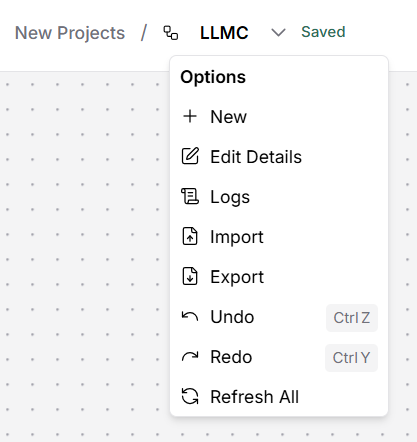 New Projects / LLMC Saved
Options
New
Edit Details
Logs
Import
Export
Undo Ctrl Z
Redo Ctrl Y
Refresh All